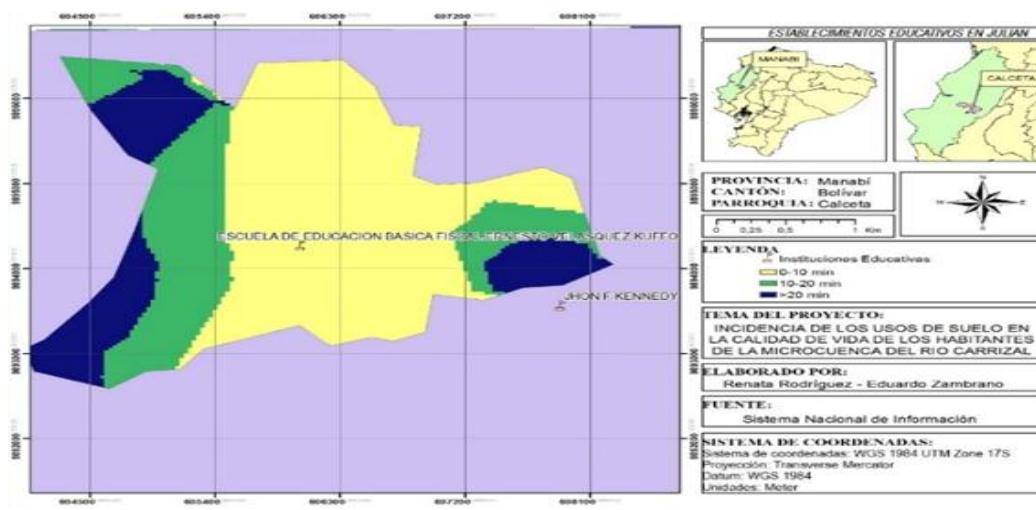 604500 605400 606300 607200 608100
ESTABLECIMIENTOS EDUCATIVOS EN JULIAN
MANABI
CALCETA
PROVINCIA: Manabí
CANTÓN: Bolívar
PARROQUIA: Calceta
N
0 0,25 0,5 1 Km
ESCUELA DE EDUCACION BASICA FISCAL ERNESTO VELASQUEZ KUFFO
JHON F KENNEDY
LEYENDA
Instituciones Educativas
0-10 min
10-20 min
>20 min
TEMA DEL PROYECTO:
INCIDENCIA DE LOS USOS DE SUELO EN
LA CALIDAD DE VIDA DE LOS HABITANTES
DE LA MICROCUENCA DEL RIO CARRIZAL
ELABORADO POR:
Renata Rodríguez - Eduardo Zambrano
FUENTE:
Sistema Nacional de Información
SISTEMA DE COORDENADAS:
Sistema de coordenadas: WGS 1984 UTM Zone 17S
Proyección: Transverse Mercator
Datum: WGS 1984
Unidades: Meter
604500 605400 606300 607200 608100